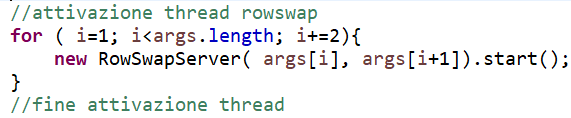 //attivazione thread rowswap
for ( i=1; i<args.length; i+=2){
    new RowSwapServer( args[i], args[i+1]).start();
}
//fine attivazione thread